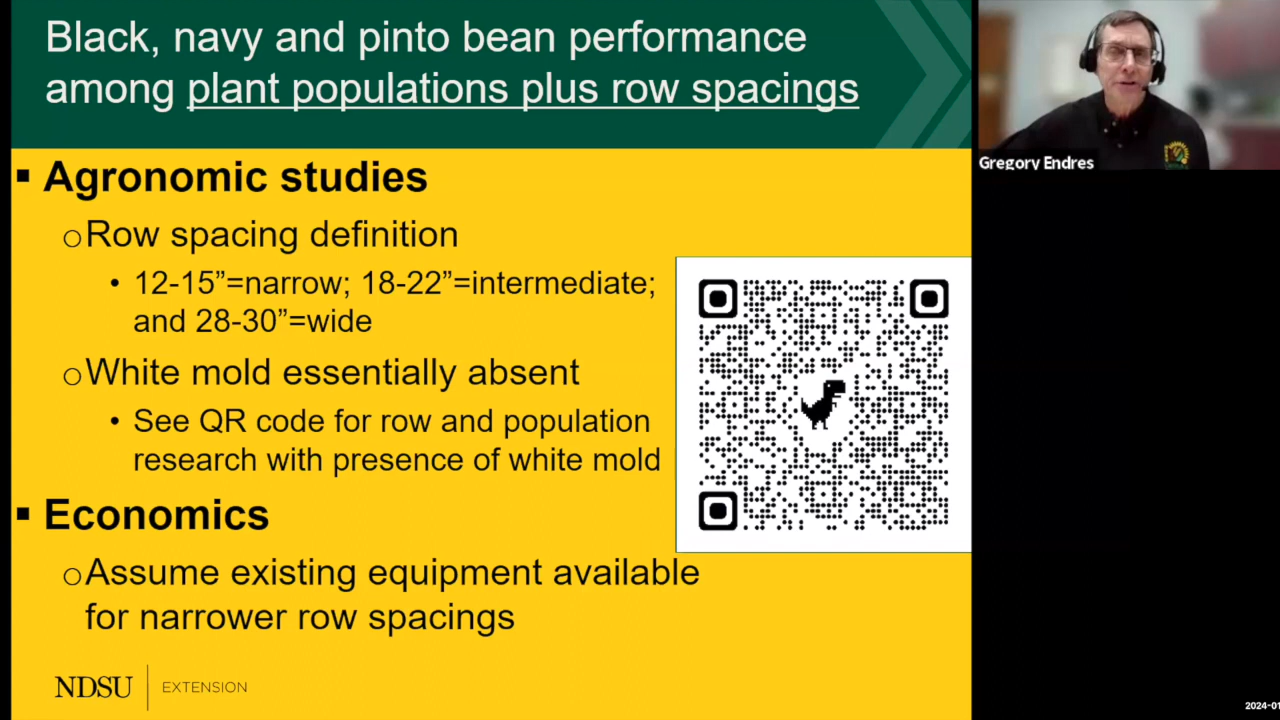 Black, navy and pinto bean performance
among plant populations plus row spacings
▪ Agronomic studies
○Row spacing definition
• 12-15”=narrow; 18-22”=intermediate;
and 28-30”=wide
○White mold essentially absent
• See QR code for row and population
research with presence of white mold
▪ Economics
○Assume existing equipment available
for narrower row spacings
NDSU | EXTENSION
Gregory Endres